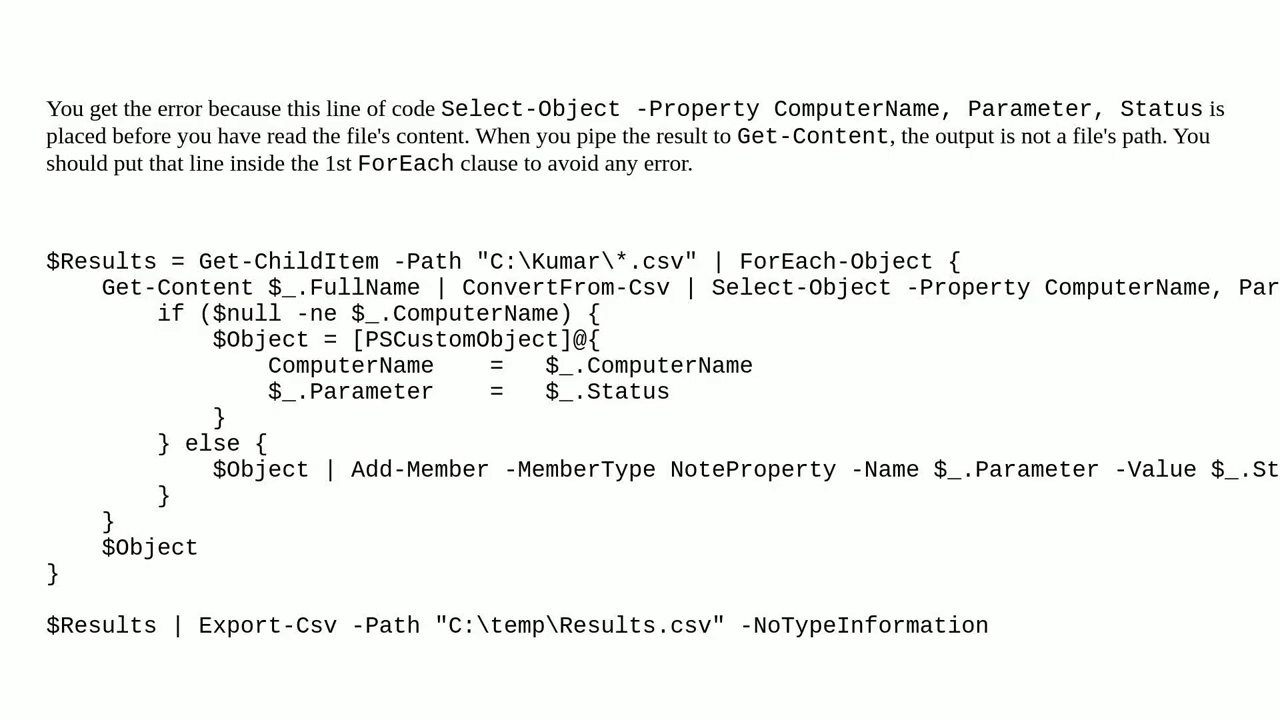 You get the error because this line of code Select-Object -Property ComputerName, Parameter, Status is
placed before you have read the file's content. When you pipe the result to Get-Content, the output is not a file's path. You
should put that line inside the 1st ForEach clause to avoid any error.
$Results = Get-ChildItem -Path "C:\Kumar\*.csv" | ForEach-Object {
    Get-Content $_.FullName | ConvertFrom-Csv | Select-Object -Property ComputerName, Par
        if ($null -ne $_.ComputerName) {
            $Object = [PSCustomObject]@{
                ComputerName    =   $_.ComputerName
                $_.Parameter    =   $_.Status
            }
        } else {
            $Object | Add-Member -MemberType NoteProperty -Name $_.Parameter -Value $_.St
        }
    }
    $Object
}
$Results | Export-Csv -Path "C:\temp\Results.csv" -NoTypeInformation